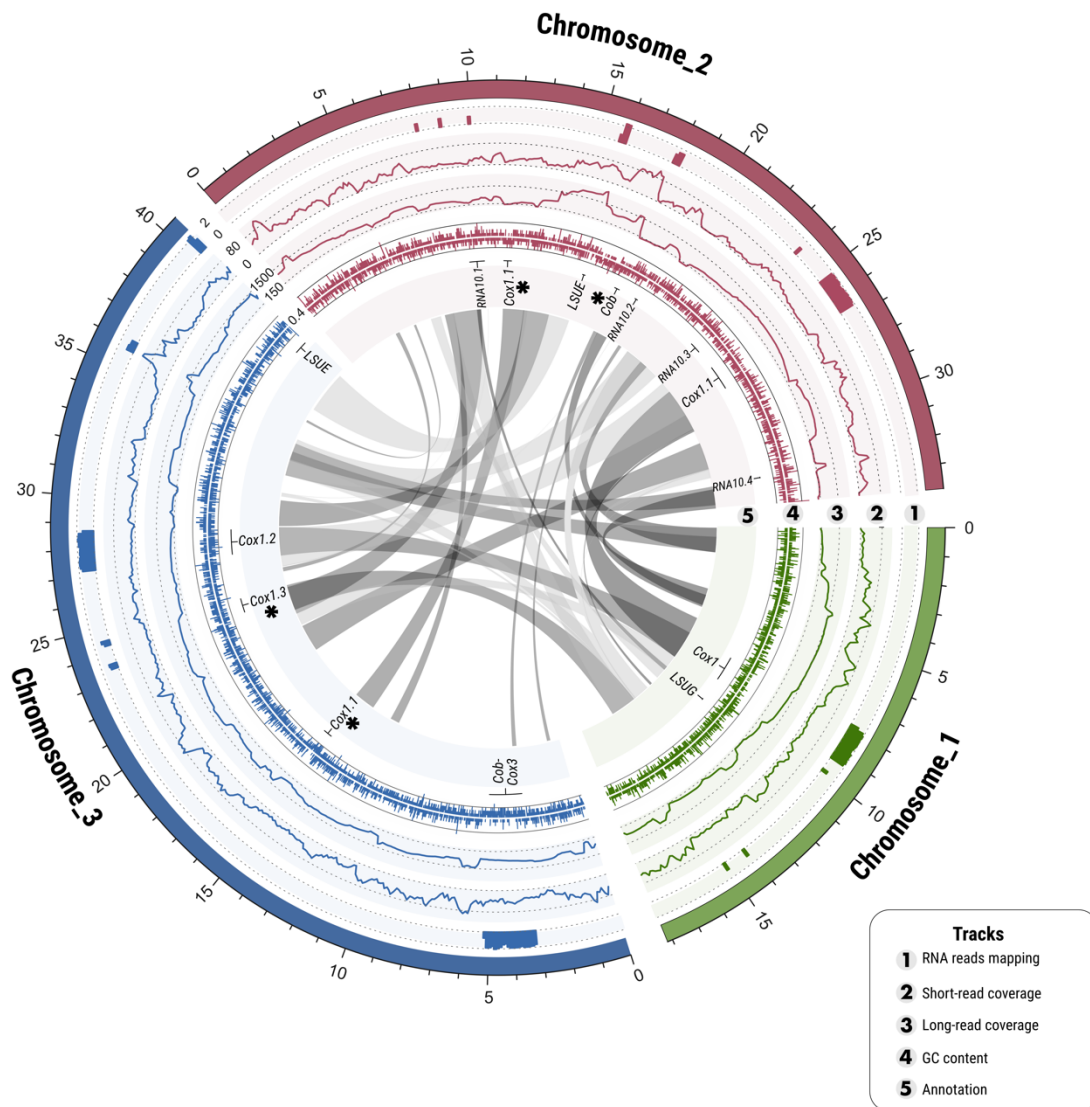 Chromosome_2
0
5
10
15
20
25
30
Chromosome_1
0
5
10
15
Chromosome_3
0
5
10
15
20
25
30
35
40
2
0
80
0
1500
150
0.4
RNA10.1
Cox1.1
*
LSUE
*
Cob
RNA10.2
RNA10.3
Cox1.1
RNA10.4
5
4
3
2
1
Cox1
LSUG
Cob-
Cox3
Cox1.1
*
Cox1.3
*
Cox1.2
LSUE
Tracks
1 RNA reads mapping
2 Short-read coverage
3 Long-read coverage
4 GC content
5 Annotation